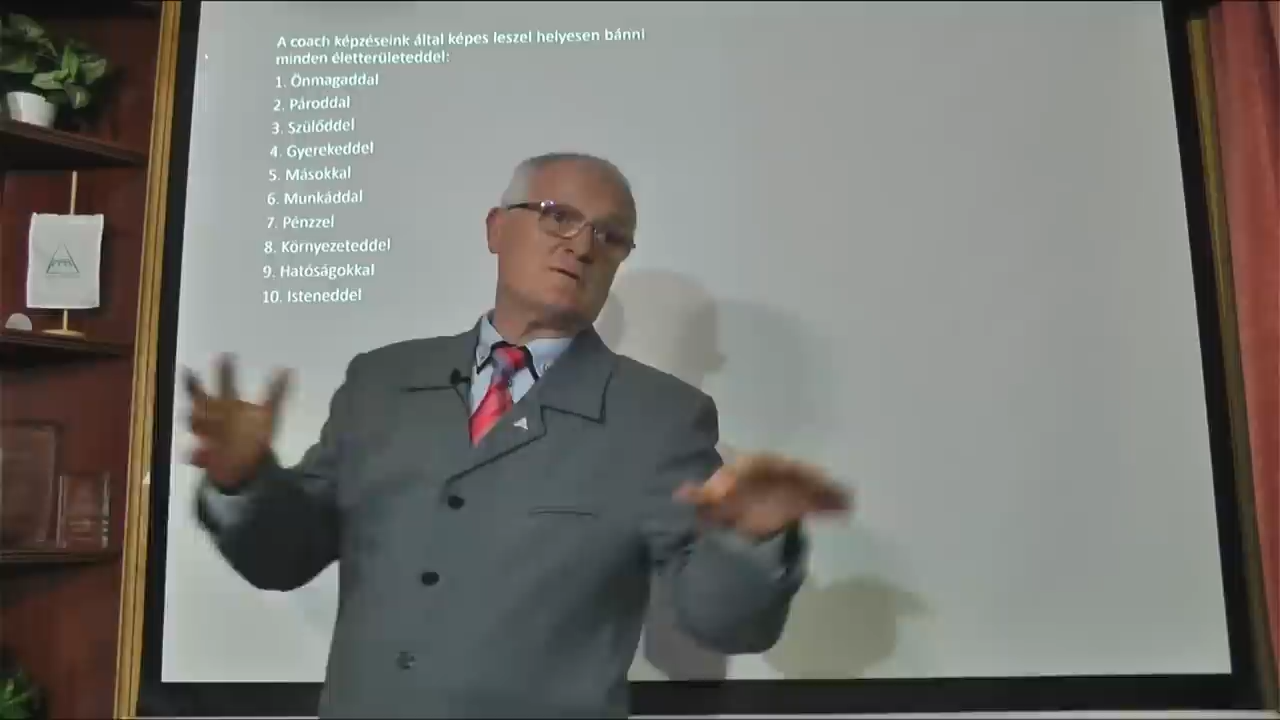 A coach képzéseink által képes leszel helyesen bánni
minden életterületeddel:
1. Önmagaddal
2. Pároddal
3. Szülőddel
4. Gyerekeddel
5. Másokkal
6. Munkáddal
7. Pénzzel
8. Környezeteddel
9. Hatóságokkal
10. Isteneddel